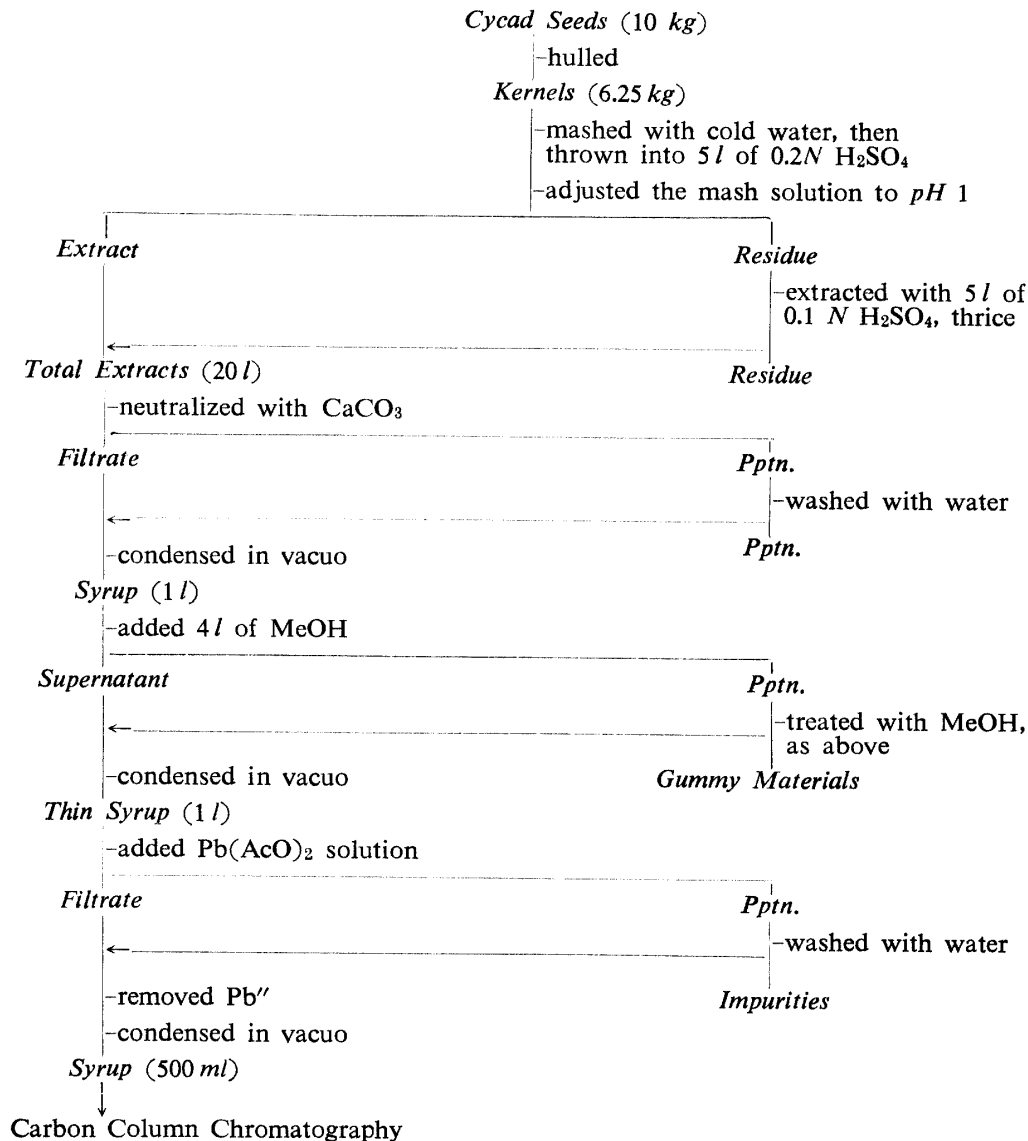 Cycad Seeds (10 kg)
-hulled
Kernels (6.25 kg)
-mashed with cold water, then
thrown into 5 l of 0.2N H₂SO₄
-adjusted the mash solution to pH 1
Extract Residue
-extracted with 5 l of
0.1 N H₂SO₄, thrice
Total Extracts (20 l) Residue
-neutralized with CaCO₃
Filtrate Pptn.
-washed with water
Pptn.
-condensed in vacuo
Syrup (1 l)
-added 4 l of MeOH
Supernatant Pptn.
-treated with MeOH,
as above
-condensed in vacuo Gummy Materials
Thin Syrup (1 l)
-added Pb(AcO)₂ solution
Filtrate Pptn.
-washed with water
-removed Pb″ Impurities
-condensed in vacuo
Syrup (500 ml)
Carbon Column Chromatography